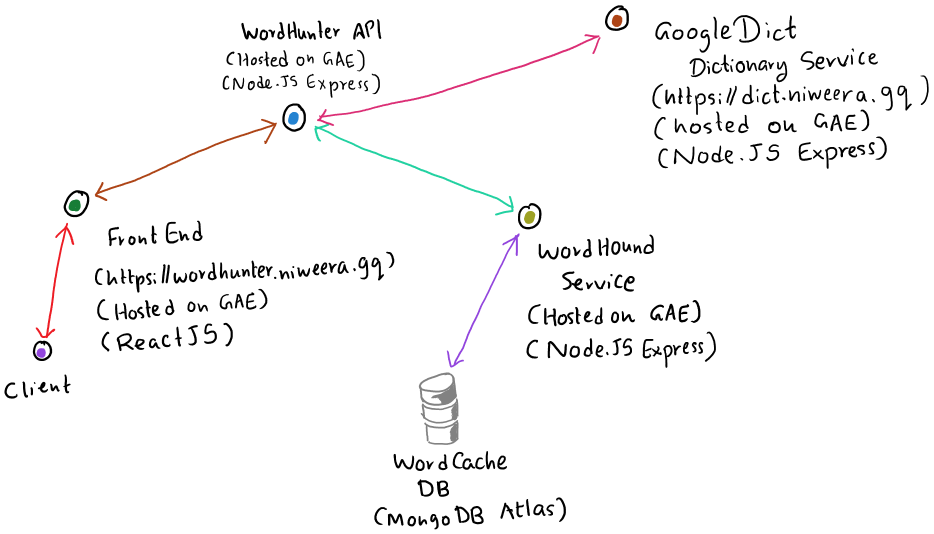 WordHunter API
(Hosted on GAE)
(Node.JS Express)
GoogleDict
Dictionary Service
(https://dict.niweera.gq)
(hosted on GAE)
(Node.JS Express)
FrontEnd
(https://wordhunter.niweera.gq)
(Hosted on GAE)
(ReactJS)
Client
WordHound
Service
(Hosted on GAE)
(Node.JS Express)
WordCache
DB
(MongoDB Atlas)